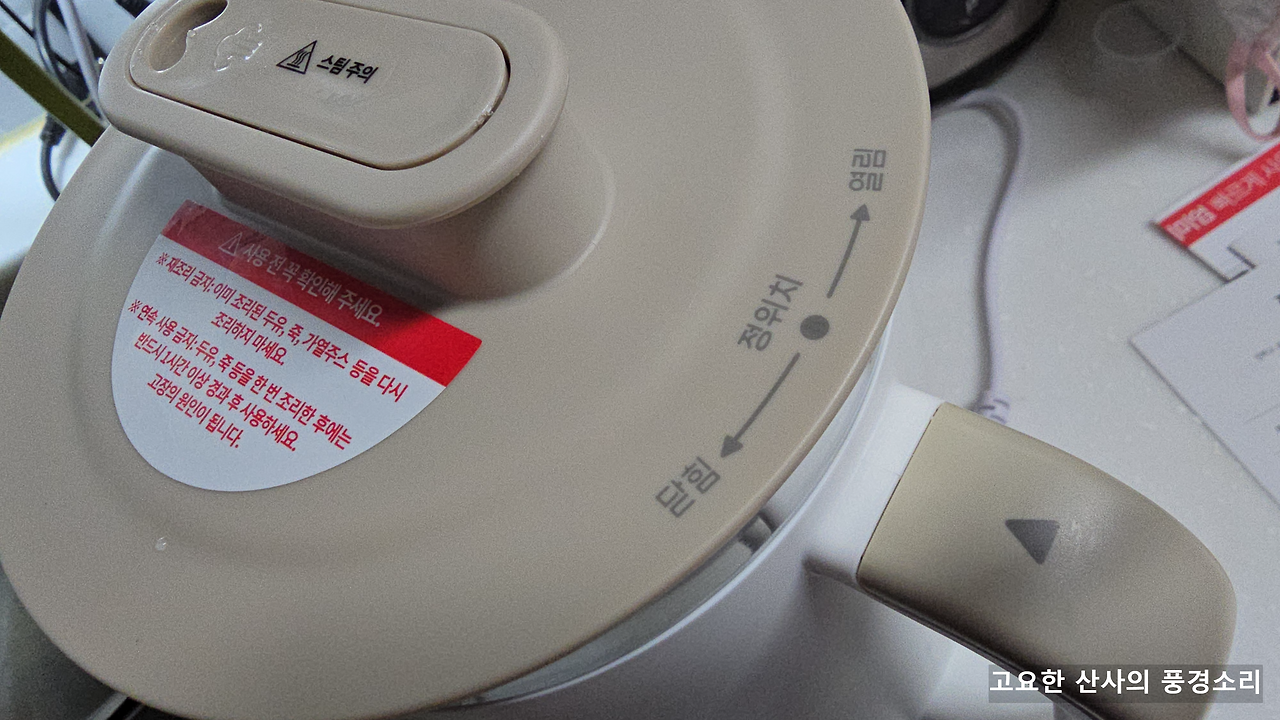 스팀 주의
사용 전 꼭 확인해 주세요.
※ 재조리 금지: 이미 조리된 두유, 죽, 가열주스 등을 다시
조리하지 마세요.
※ 연속 사용 금지: 두유, 죽 등을 한 번 조리한 후에는
반드시 1시간 이상 경과 후 사용하세요.
고장의 원인이 됩니다.
열림
정위치
닫힘
빠르게
고요한 산사의 풍경소리